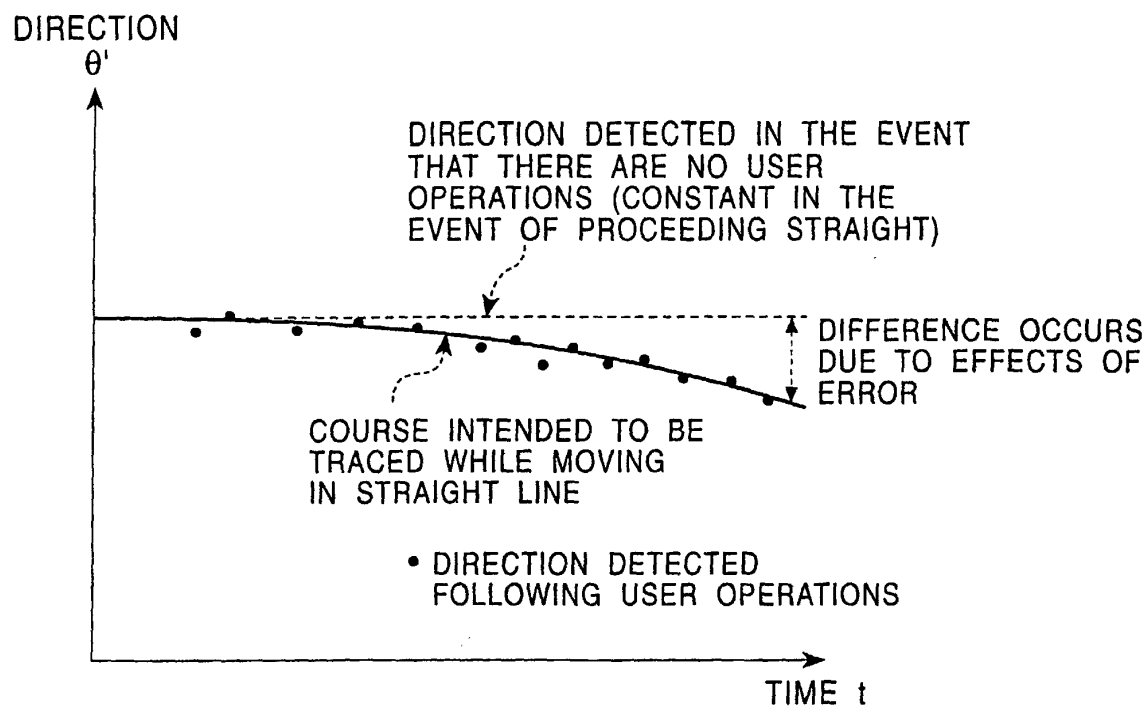 DIRECTION
θ'
DIRECTION DETECTED IN THE EVENT
THAT THERE ARE NO USER
OPERATIONS (CONSTANT IN THE
EVENT OF PROCEEDING STRAIGHT)
DIFFERENCE OCCURS
DUE TO EFFECTS OF
ERROR
COURSE INTENDED TO BE
TRACED WHILE MOVING
IN STRAIGHT LINE
• DIRECTION DETECTED
FOLLOWING USER OPERATIONS
TIME t